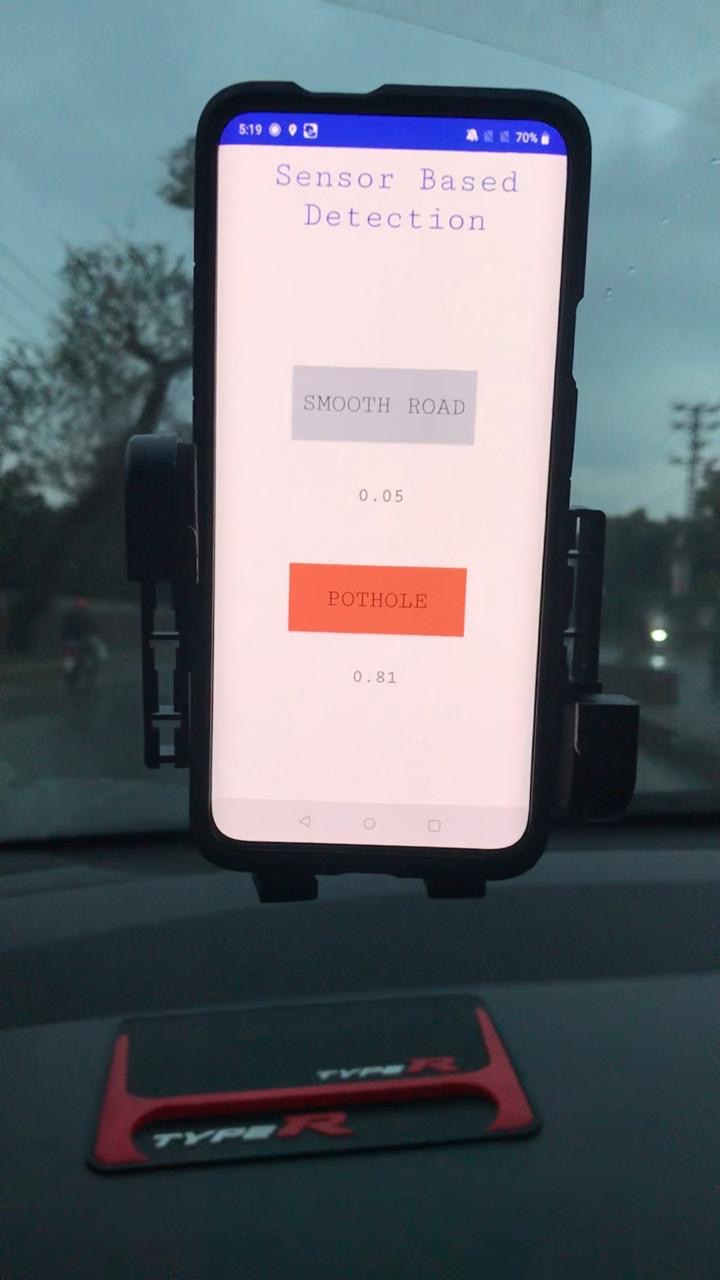 5:19 70%
Sensor Based
Detection
SMOOTH ROAD
0.05
POTHOLE
0.81
TYPE R
TYPE R